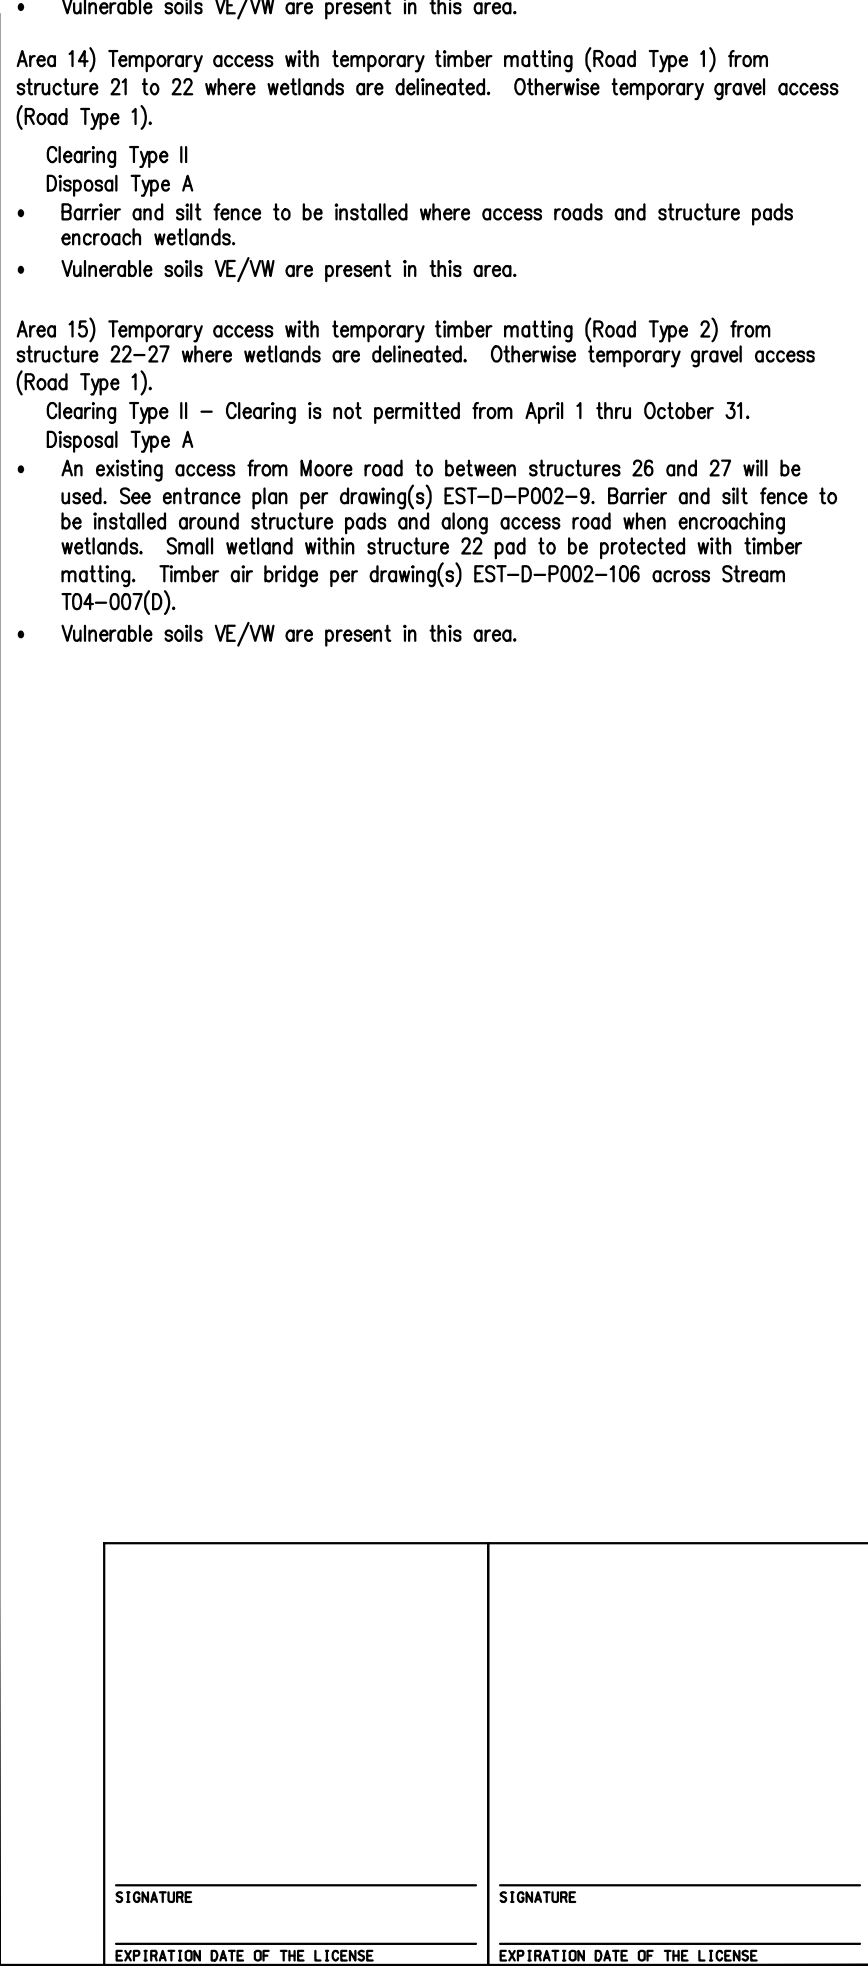 • Vulnerable soils VE/VW are present in this area.
Area 14) Temporary access with temporary timber matting (Road Type 1) from
structure 21 to 22 where wetlands are delineated. Otherwise temporary gravel access
(Road Type 1).
Clearing Type II
Disposal Type A
• Barrier and silt fence to be installed where access roads and structure pads
encroach wetlands.
• Vulnerable soils VE/VW are present in this area.
Area 15) Temporary access with temporary timber matting (Road Type 2) from
structure 22-27 where wetlands are delineated. Otherwise temporary gravel access
(Road Type 1).
Clearing Type II - Clearing is not permitted from April 1 thru October 31.
Disposal Type A
• An existing access from Moore road to between structures 26 and 27 will be
used. See entrance plan per drawing(s) EST-D-P002-9. Barrier and silt fence to
be installed around structure pads and along access road when encroaching
wetlands. Small wetland within structure 22 pad to be protected with timber
matting. Timber air bridge per drawing(s) EST-D-P002-106 across Stream
T04-007(D).
• Vulnerable soils VE/VW are present in this area.
SIGNATURE
SIGNATURE
EXPIRATION DATE OF THE LICENSE
EXPIRATION DATE OF THE LICENSE